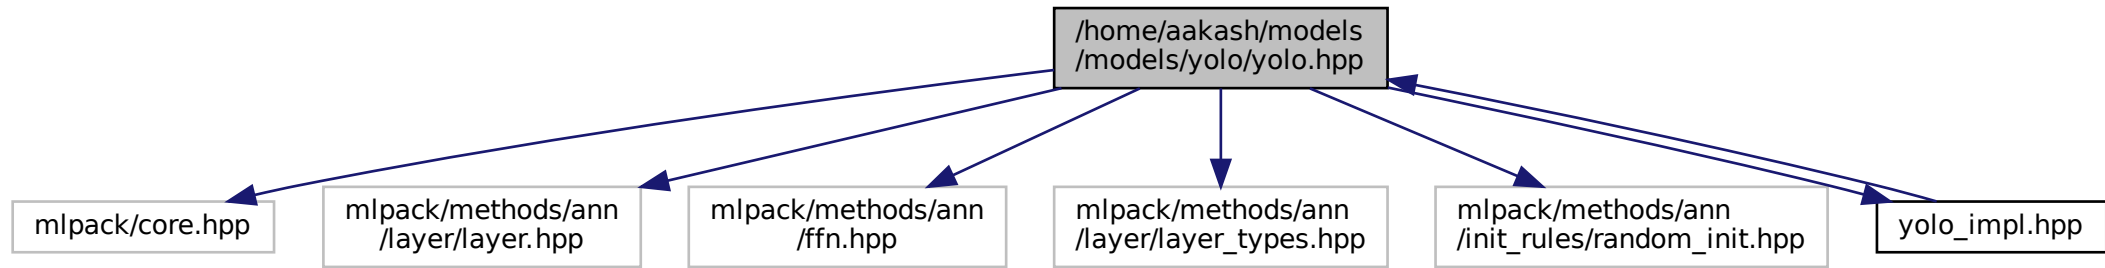 /home/aakash/models
/models/yolo/yolo.hpp
mlpack/core.hpp
mlpack/methods/ann
/layer/layer.hpp
mlpack/methods/ann
/ffn.hpp
mlpack/methods/ann
/layer/layer_types.hpp
mlpack/methods/ann
/init_rules/random_init.hpp
yolo_impl.hpp